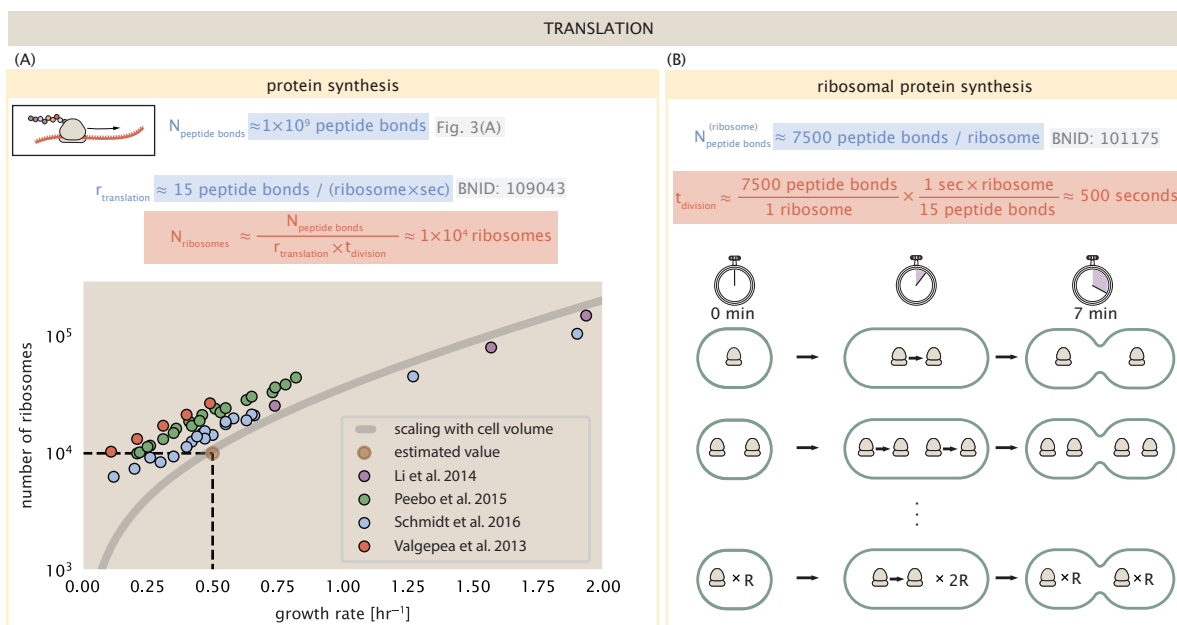 TRANSLATION
(A)
protein synthesis
N peptide bonds ≈1×10⁹ peptide bonds Fig. 3(A)
r translation ≈ 15 peptide bonds / (ribosome×sec) BNID: 109043
N ribosomes ≈ N peptide bonds / r translation × t division ≈ 1×10⁴ ribosomes
number of ribosomes
10⁵
10⁴
10³
scaling with cell volume
estimated value
Li et al. 2014
Peebo et al. 2015
Schmidt et al. 2016
Valgepea et al. 2013
0.00 0.25 0.50 0.75 1.00 1.25 1.50 1.75 2.00
growth rate [hr⁻¹]
(B)
ribosomal protein synthesis
N peptide bonds (ribosome) ≈ 7500 peptide bonds / ribosome BNID: 101175
t division ≈ 7500 peptide bonds / 1 ribosome × 1 sec × ribosome / 15 peptide bonds ≈ 500 seconds
0 min
7 min
× R
× 2R
× R
× R